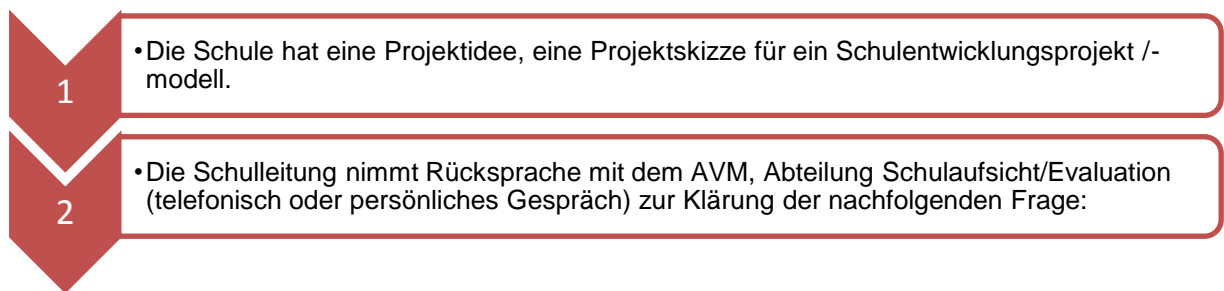 •Die Schule hat eine Projektidee, eine Projektskizze für ein Schulentwicklungsprojekt /-
modell.
1
•Die Schulleitung nimmt Rücksprache mit dem AVM, Abteilung Schulaufsicht/Evaluation
(telefonisch oder persönliches Gespräch) zur Klärung der nachfolgenden Frage:
2